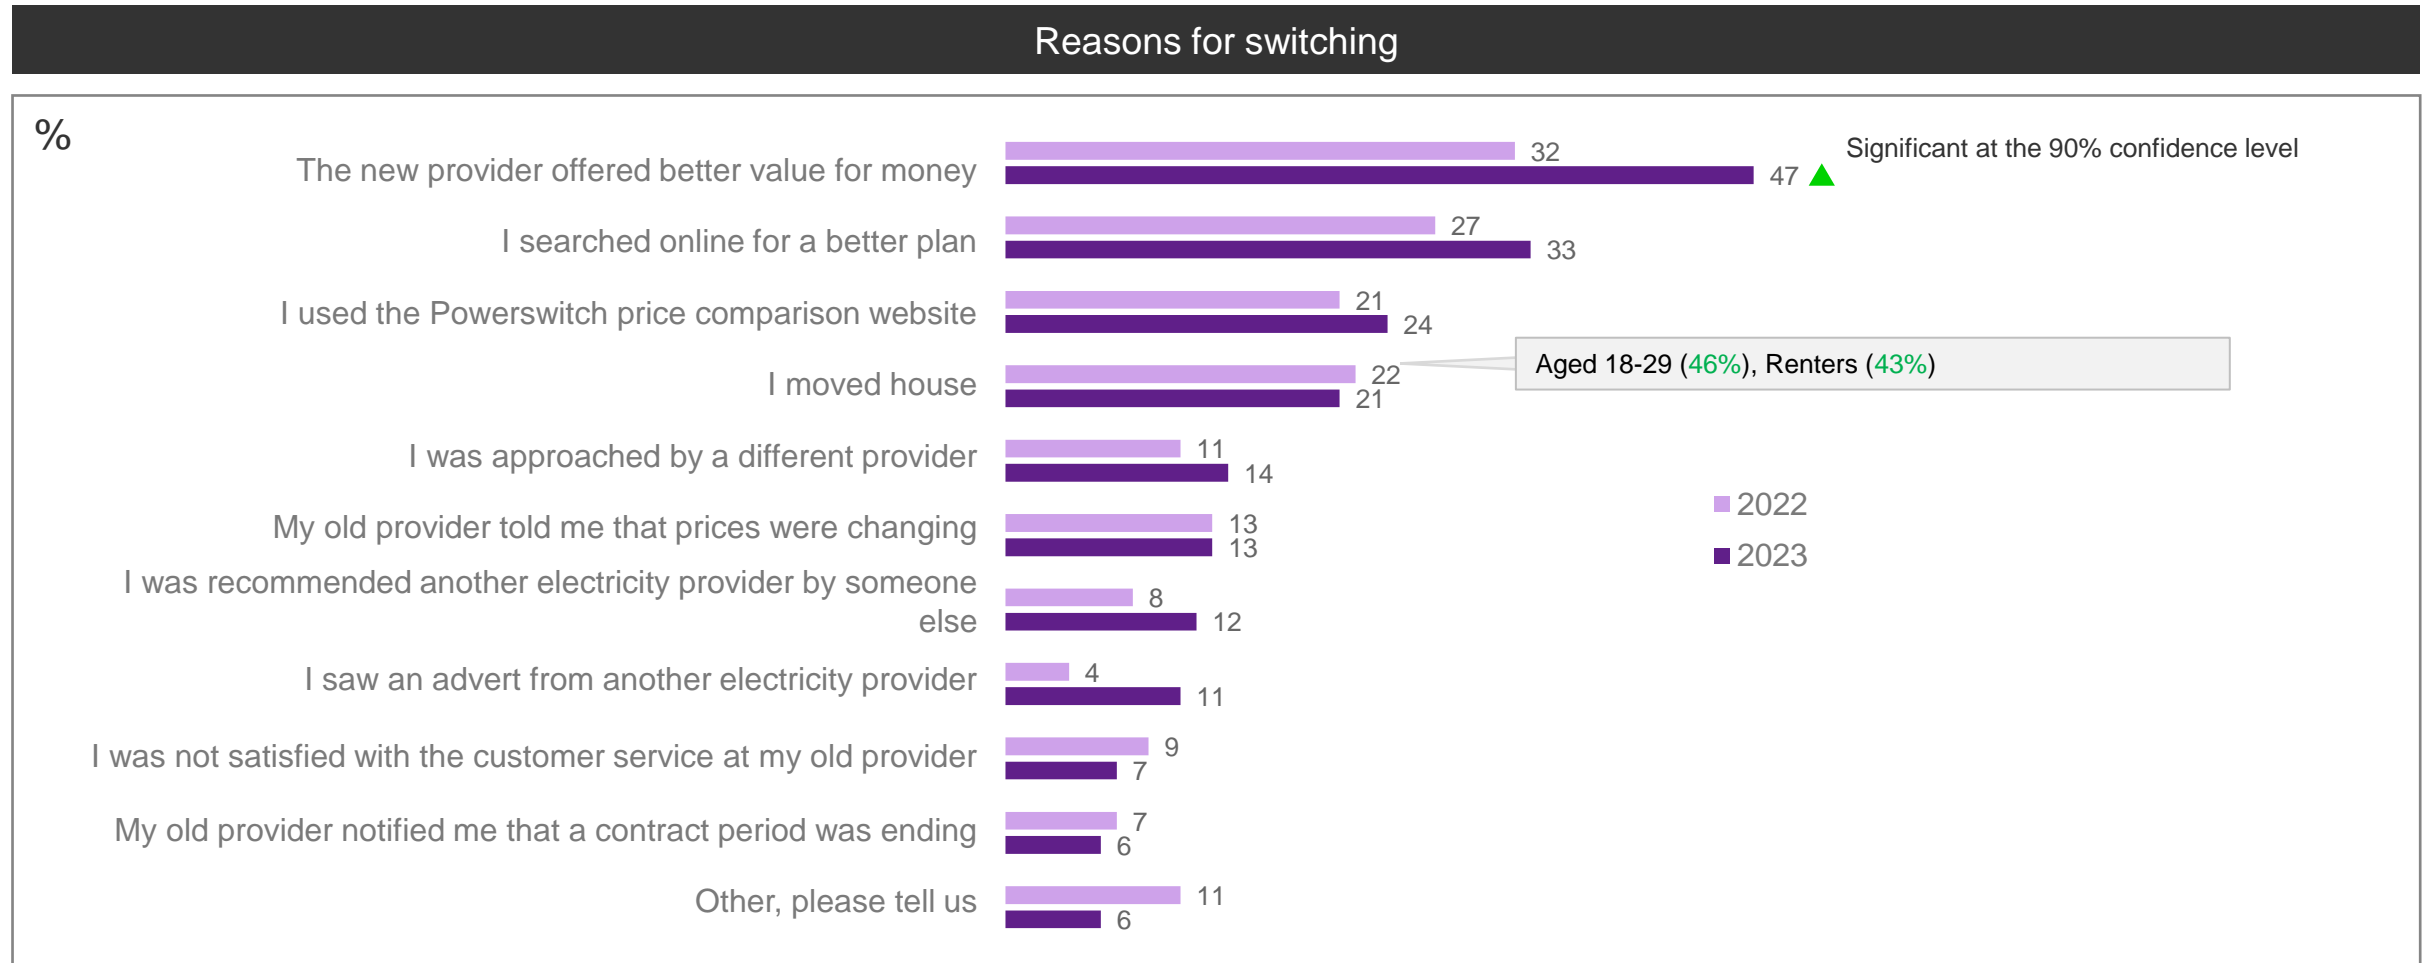 Reasons for switching
%
The new provider offered better value for money
32
47
Significant at the 90% confidence level
I searched online for a better plan
27
33
I used the Powerswitch price comparison website
21
24
I moved house
22
21
Aged 18-29 (46%), Renters (43%)
I was approached by a different provider
11
14
My old provider told me that prices were changing
13
13
I was recommended another electricity provider by someone
else
8
12
I saw an advert from another electricity provider
4
11
I was not satisfied with the customer service at my old provider
9
7
My old provider notified me that a contract period was ending
7
6
Other, please tell us
11
6
2022
2023